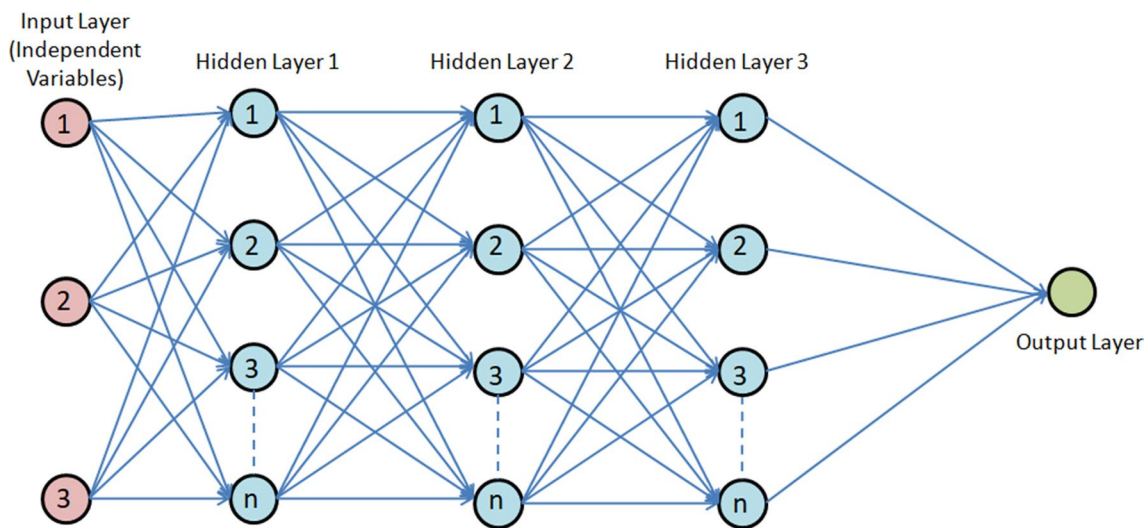 Input Layer
(Independent
Variables)
Hidden Layer 1
Hidden Layer 2
Hidden Layer 3
1
1
1
1
2
2
2
2
3
3
3
3
n
n
n
Output Layer